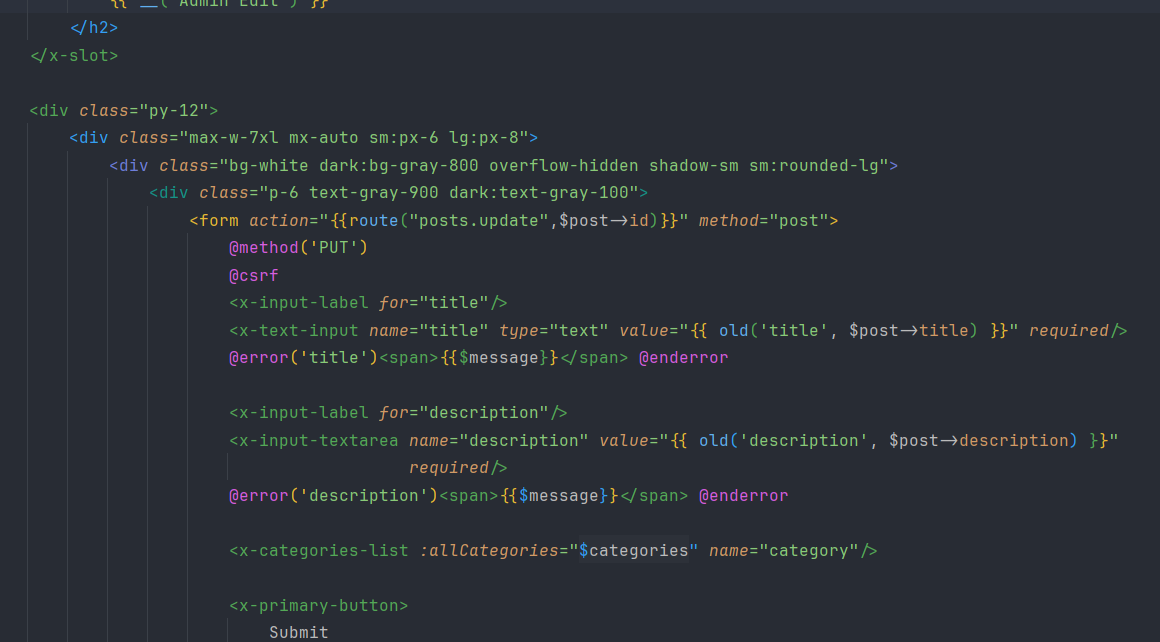 {{ __('Admin Edit') }}
</h2>
</x-slot>
<div class="py-12">
<div class="max-w-7xl mx-auto sm:px-6 lg:px-8">
<div class="bg-white dark:bg-gray-800 overflow-hidden shadow-sm sm:rounded-lg">
<div class="p-6 text-gray-900 dark:text-gray-100">
<form action="{{route("posts.update",$post->id)}}" method="post">
@method('PUT')
@csrf
<x-input-label for="title"/>
<x-text-input name="title" type="text" value="{{ old('title', $post->title) }}" required/>
@error('title')<span>{{$message}}</span> @enderror
<x-input-label for="description"/>
<x-input-textarea name="description" value="{{ old('description', $post->description) }}"
required/>
@error('description')<span>{{$message}}</span> @enderror
<x-categories-list :allCategories="$categories" name="category"/>
<x-primary-button>
Submit